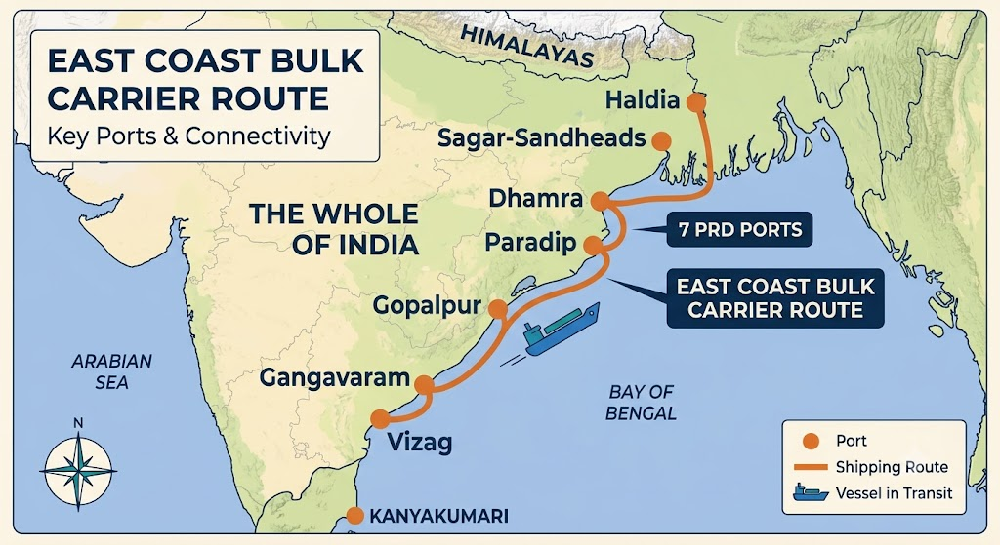 EAST COAST BULK
CARRIER ROUTE
Key Ports & Connectivity
HIMALAYAS
Haldia
Sagar-Sandheads
Dhamra
THE WHOLE
OF INDIA
7 PRD PORTS
Paradip
EAST COAST BULK
CARRIER ROUTE
Gopalpur
ARABIAN
SEA
Gangavaram
BAY OF
BENGAL
Vizag
N
KANYAKUMARI
Port
Shipping Route
Vessel in Transit